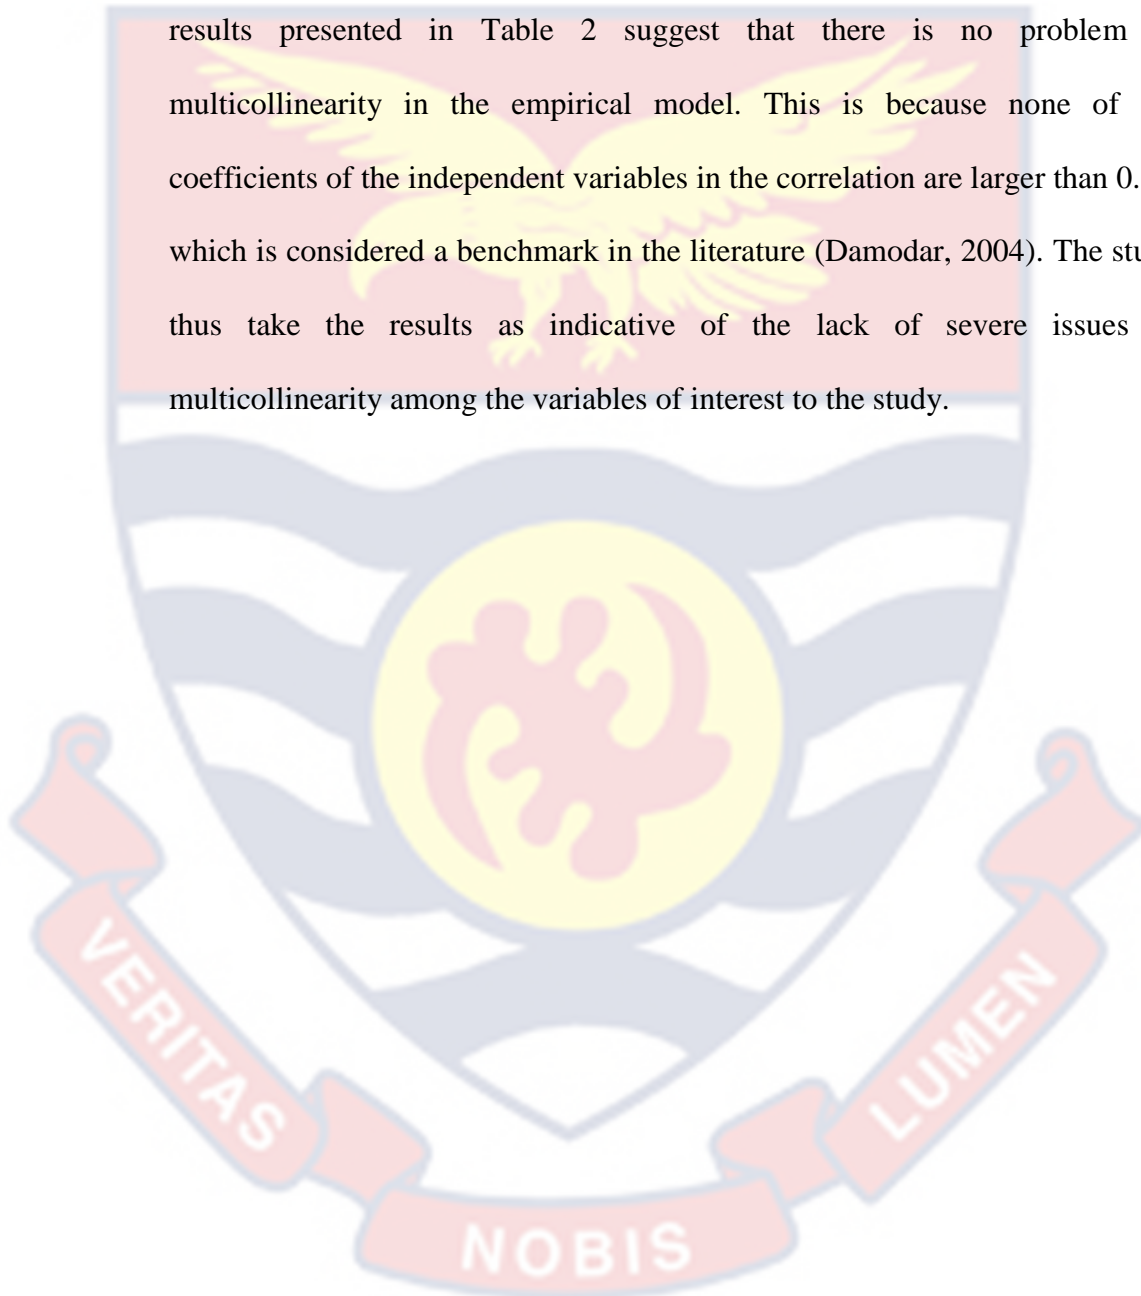 results presented in Table 2 suggest that there is no problem
multicollinearity in the empirical model. This is because none of
coefficients of the independent variables in the correlation are larger than 0.
which is considered a benchmark in the literature (Damodar, 2004). The stu
thus take the results as indicative of the lack of severe issues
multicollinearity among the variables of interest to the study.
VERITAS
NOBIS
LUMEN